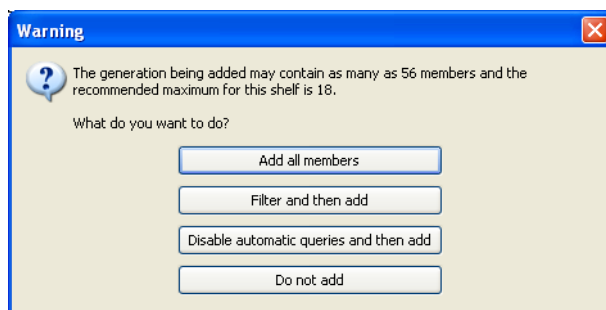 Warning
The generation being added may contain as many as 56 members and the
recommended maximum for this shelf is 18.
What do you want to do?
Add all members
Filter and then add
Disable automatic queries and then add
Do not add